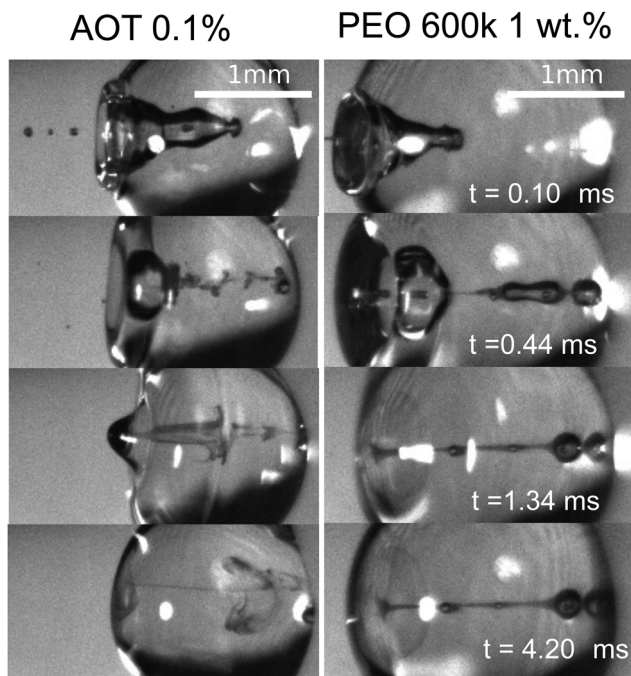 AOT 0.1%
PEO 600k 1 wt.%
1mm
1mm
t = 0.10 ms
t =0.44 ms
t =1.34 ms
t = 4.20 ms